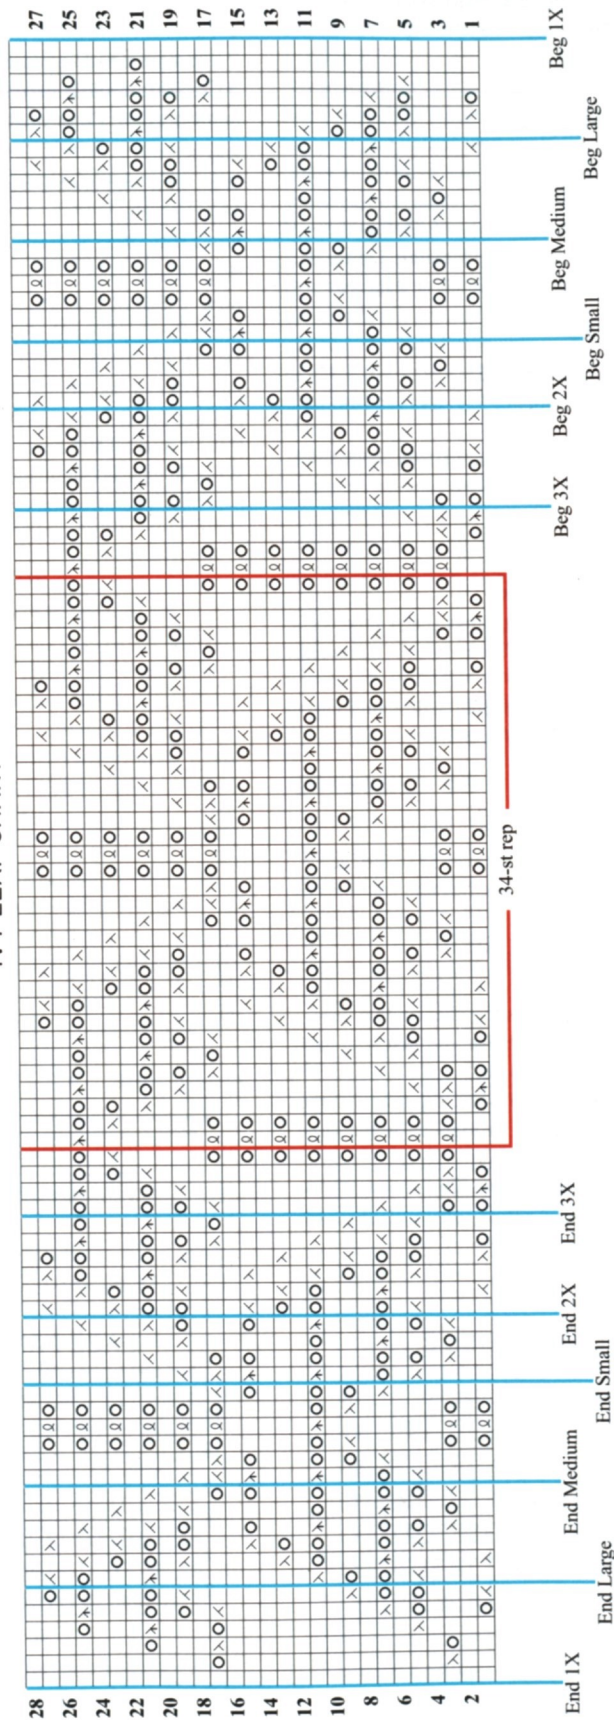 27 25 23 21 19 17 15 13 11 9 7 5 3 1
Beg 1X
Beg Large
Beg Medium
Beg Small
Beg 2X
Beg 3X
34-st rep
End 3X
End 2X
End Small
End Medium
End Large
End 1X
28 26 24 22 20 18 16 14 12 10 8 6 4 2